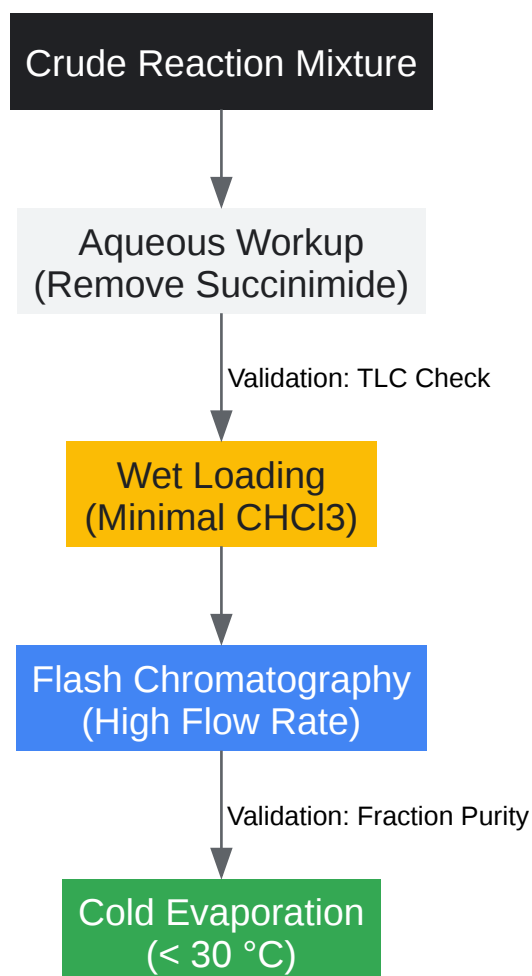 Crude Reaction Mixture
Aqueous Workup
(Remove Succinimide)
Validation: TLC Check
Wet Loading
(Minimal CHCl3)
Flash Chromatography
(High Flow Rate)
Validation: Fraction Purity
Cold Evaporation
(< 30 °C)